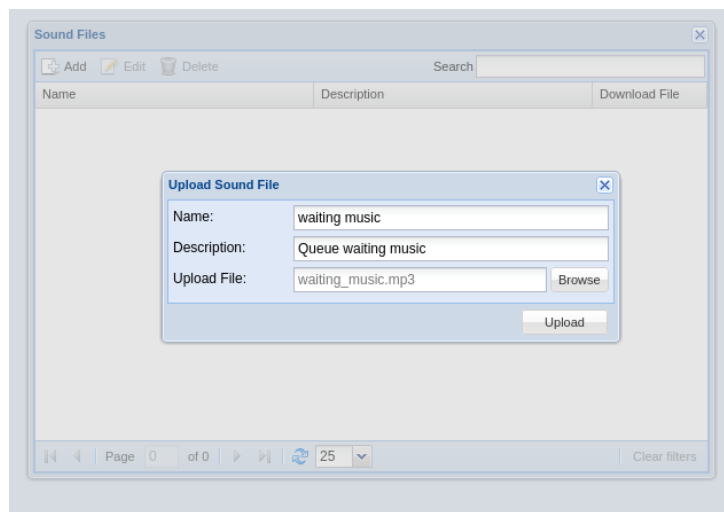 Sound Files
Add Edit Delete Search
Name Description Download File
Upload Sound File
Name: waiting music
Description: Queue waiting music
Upload File: waiting_music.mp3 Browse
Upload
Page 0 of 0 25 Clear filters